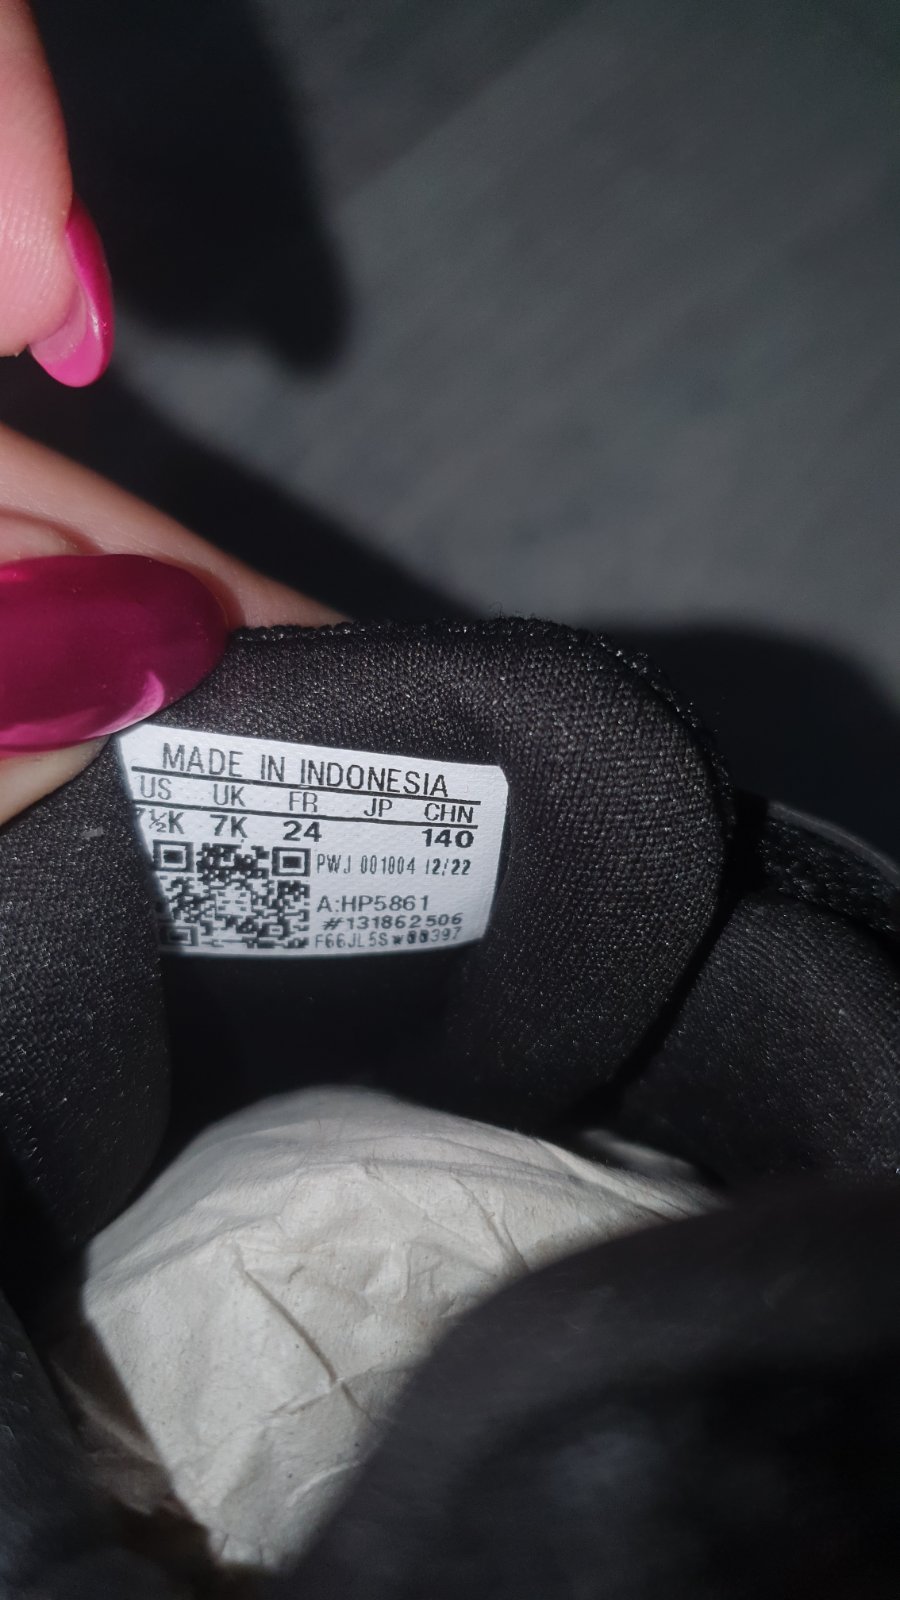 MADE IN INDONESIA
US UK FR JP CHN
7½K 7K 24 140
PWJ 001004 12/22
A:HP5861
#131862506